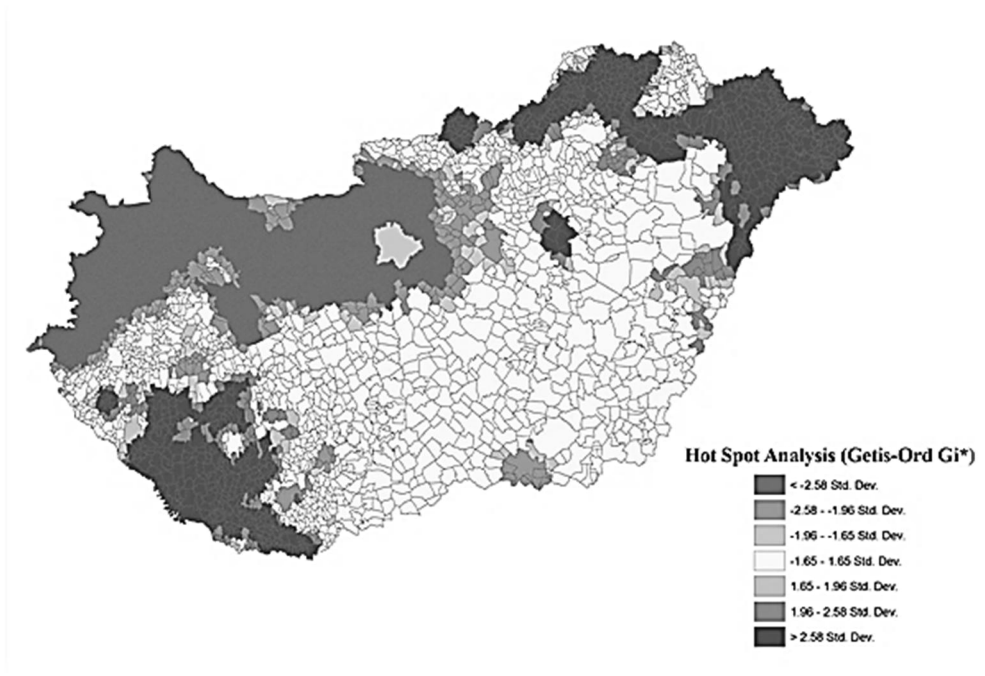 Hot Spot Analysis (Getis-Ord Gi*)
< -2.58 Std. Dev.
-2.58 - -1.96 Std. Dev.
-1.96 - -1.65 Std. Dev.
-1.65 - 1.65 Std. Dev.
1.65 - 1.96 Std. Dev.
1.96 - 2.58 Std. Dev.
> 2.58 Std. Dev.